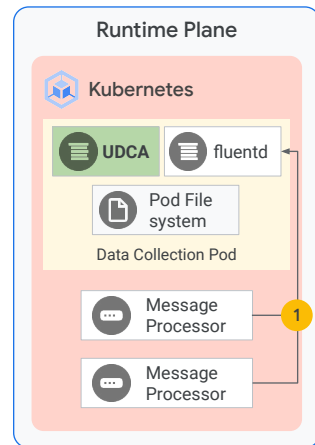 Runtime Plane
Kubernetes
UDCA
fluentd
Pod File
system
Data Collection Pod
Message
Processor
1
Message
Processor